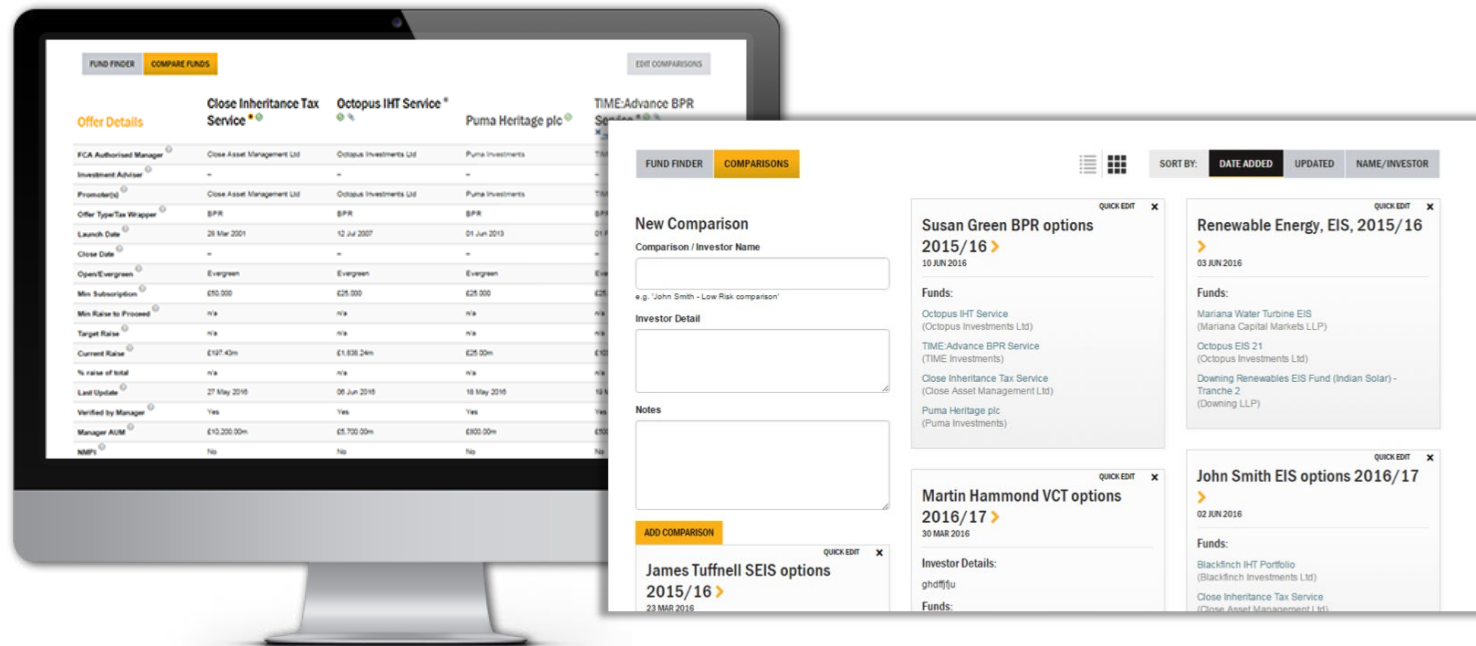 FUND FINDER COMPARE FUNDS EDIT COMPARISONS
Offer Details
Close Inheritance Tax
Service *
Octopus IHT Service *
Puma Heritage plc
TIME:Advance BPR
FCA Authorised Manager Close Asset Management Ltd Octopus Investments Ltd Puma Investments
Investment Adviser – – – –
Promoter(s) Close Asset Management Ltd Octopus Investments Ltd Puma Investments
Offer Type/Tax Wrapper BPR BPR BPR
Launch Date 28 Mar 2001 12 Jul 2007 01 Jun 2013
Close Date – – – –
Open/Evergreen Evergreen Evergreen Evergreen
Min Subscription £50,000 £25,000 £25,000
Min Raise to Proceed n/a n/a n/a n/a
Target Raise n/a n/a n/a n/a
Current Raise £197.43m £1,838.24m £25.00m
% raise of total n/a n/a n/a n/a
Last Update 27 May 2016 06 Jun 2016 18 May 2016
Verified by Manager Yes Yes Yes Yes
Manager AUM £10,200.00m £5,700.00m £800.00m
NMPI No No No No
FUND FINDER COMPARISONS
SORT BY: DATE ADDED UPDATED NAME/INVESTOR
New Comparison
Comparison / Investor Name
e.g. 'John Smith - Low Risk comparison'
Investor Detail
Notes
ADD COMPARISON
QUICK EDIT X
James Tuffnell SEIS options
2015/16 >
23 MAR 2016
QUICK EDIT X
Susan Green BPR options
2015/16 >
10 JUN 2016
Funds:
Octopus IHT Service
(Octopus Investments Ltd)
TIME:Advance BPR Service
(TIME Investments)
Close Inheritance Tax Service
(Close Asset Management Ltd)
Puma Heritage plc
(Puma Investments)
QUICK EDIT X
Martin Hammond VCT options
2016/17 >
30 MAR 2016
Investor Details:
ghdffjfju
Funds:
QUICK EDIT X
Renewable Energy, EIS, 2015/16
>
03 JUN 2016
Funds:
Mariana Water Turbine EIS
(Mariana Capital Markets LLP)
Octopus EIS 21
(Octopus Investments Ltd)
Downing Renewables EIS Fund (Indian Solar) -
Tranche 2
(Downing LLP)
QUICK EDIT X
John Smith EIS options 2016/17
>
02 JUN 2016
Funds:
Blackfinch IHT Portfolio
(Blackfinch Investments Ltd)
Close Inheritance Tax Service
(Close Asset Management Ltd)